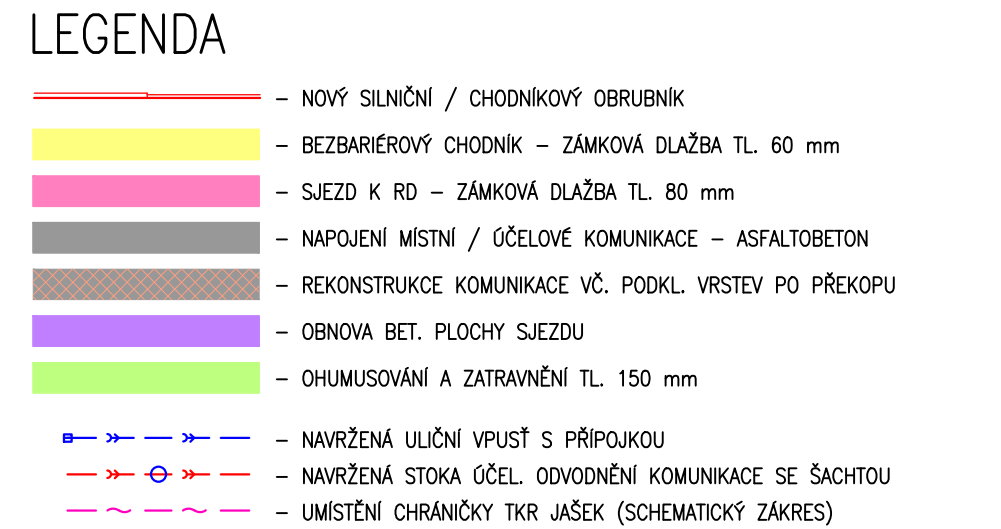 LEGENDA
– NOVÝ SILNIČNÍ / CHODNÍKOVÝ OBRUBNÍK
– BEZBARIÉROVÝ CHODNÍK – ZÁMKOVÁ DLAŽBA TL. 60 mm
– SJEZD K RD – ZÁMKOVÁ DLAŽBA TL. 80 mm
– NAPOJENÍ MÍSTNÍ / ÚČELOVÉ KOMUNIKACE – ASFALTOBETON
– REKONSTRUKCE KOMUNIKACE VČ. PODKL. VRSTEV PO PŘEKOPU
– OBNOVA BET. PLOCHY SJEZDU
– OHUMUSOVÁNÍ A ZATRAVNĚNÍ TL. 150 mm
– NAVRŽENÁ ULIČNÍ VPUSŤ S PŘÍPOJKOU
– NAVRŽENÁ STOKA ÚČEL. ODVODNĚNÍ KOMUNIKACE SE ŠACHTOU
– UMÍSTĚNÍ CHRÁNIČKY TKR JAŠEK (SCHEMATICKÝ ZÁKRES)